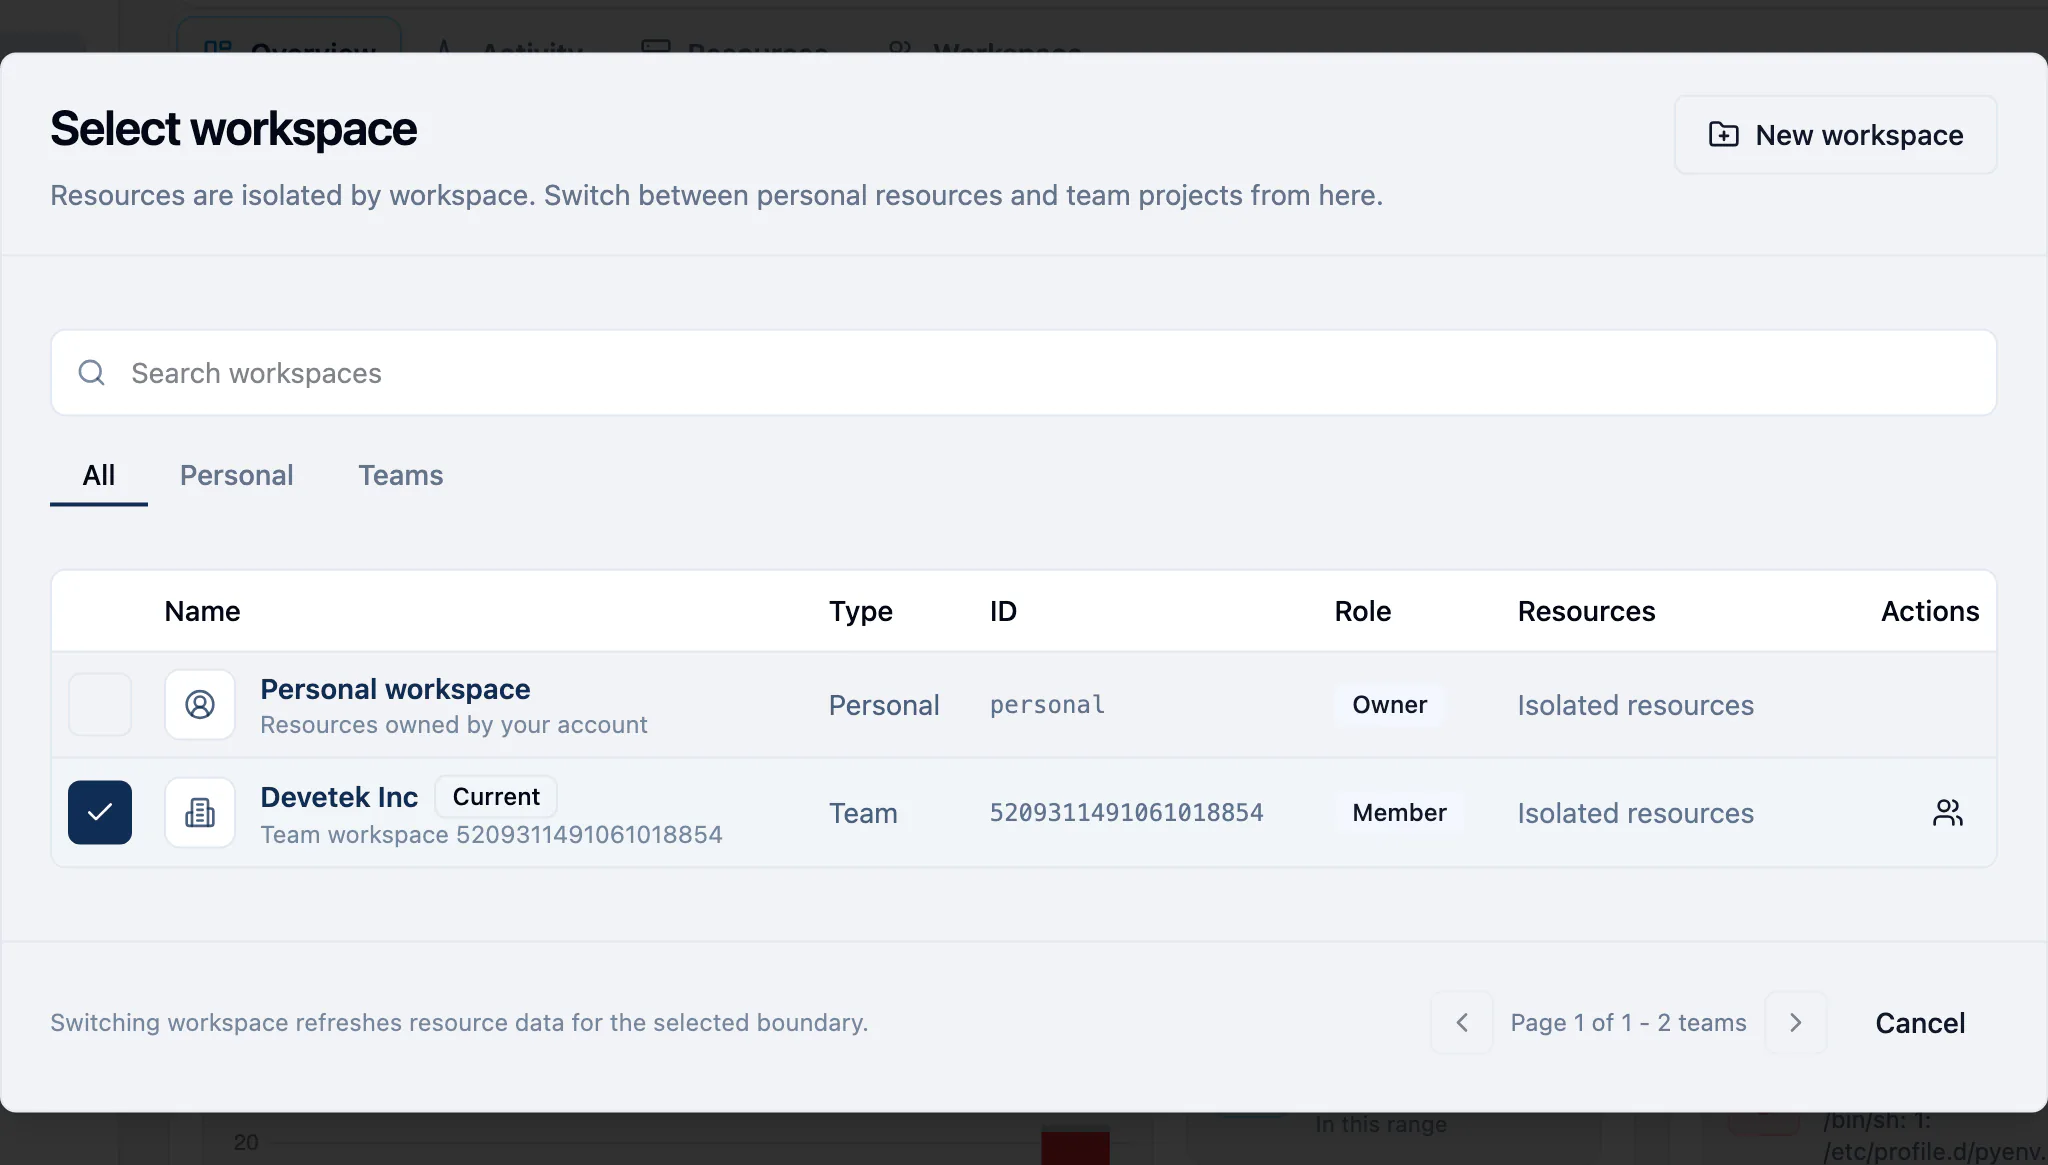 Overview Activity Resources Workspace
Select workspace
New workspace
Resources are isolated by workspace. Switch between personal resources and team projects from here.
Search workspaces
All Personal Teams
Name Type ID Role Resources Actions
Personal workspace
Resources owned by your account
Personal personal Owner Isolated resources
Devetek Inc Current
Team workspace 5209311491061018854
Team 5209311491061018854 Member Isolated resources
Switching workspace refreshes resource data for the selected boundary.
Page 1 of 1 - 2 teams
Cancel
In this range
20
/bin/sh: 1:
/etc/profile.d/pyenv.